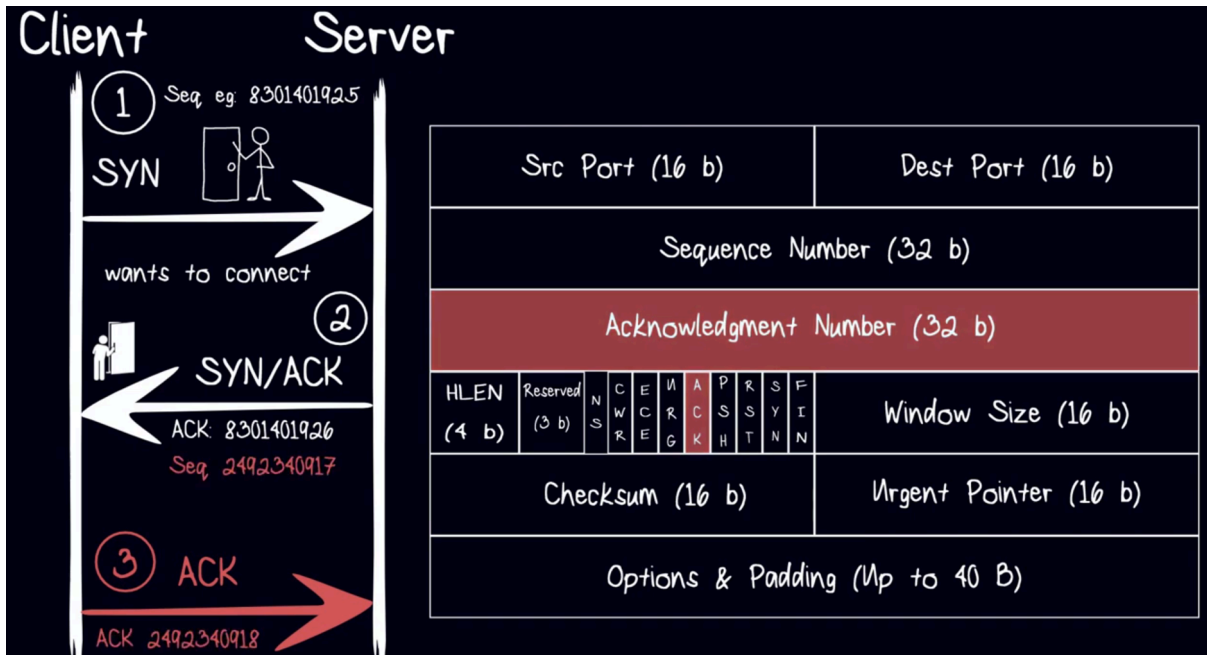 Client
Server
1
Seq eg: 8301401925
SYN
wants to connect
2
SYN/ACK
ACK: 8301401926
Seq 2492340917
3
ACK
ACK 2492340918
Src Port (16 b)
Dest Port (16 b)
Sequence Number (32 b)
Acknowledgment Number (32 b)
HLEN
(4 b)
Reserved
(3 b)
NS
CWR
ECE
URG
ACK
PSH
RST
SYN
FIN
Window Size (16 b)
Checksum (16 b)
Urgent Pointer (16 b)
Options & Padding (Up to 40 B)